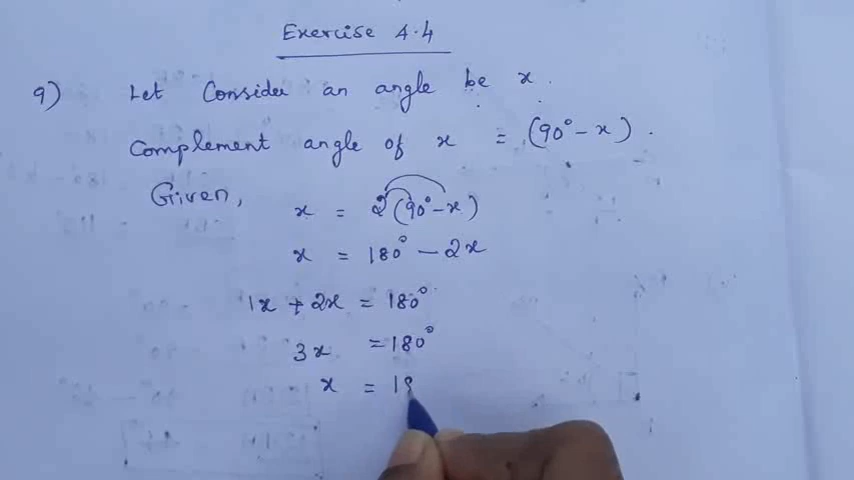 Exercise 4.4
9) Let Consider an angle be x.
Complement angle of x = (90° - x).
Given,
x = 2(90° - x)
x = 180° - 2x
1x + 2x = 180°
3x = 180°
x = 18